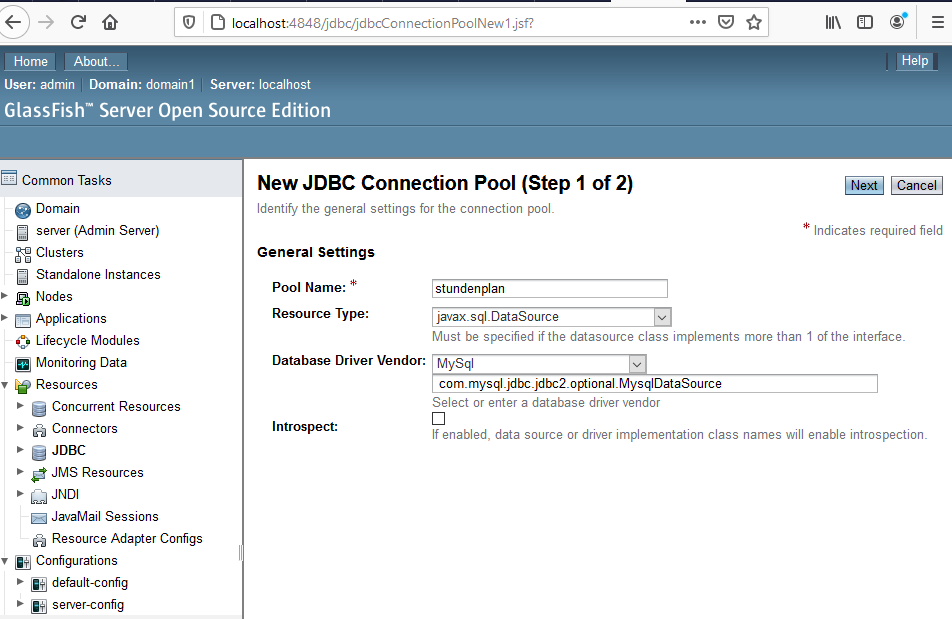 localhost:4848/jdbc/jdbcConnectionPoolNew1.jsf?
Home About... Help
User: admin Domain: domain1 Server: localhost
GlassFish™ Server Open Source Edition
Common Tasks
Domain
server (Admin Server)
Clusters
Standalone Instances
Nodes
Applications
Lifecycle Modules
Monitoring Data
Resources
Concurrent Resources
Connectors
JDBC
JMS Resources
JNDI
JavaMail Sessions
Resource Adapter Configs
Configurations
default-config
server-config
New JDBC Connection Pool (Step 1 of 2)
Next Cancel
Identify the general settings for the connection pool.
* Indicates required field
General Settings
Pool Name: * stundenplan
Resource Type: javax.sql.DataSource
Must be specified if the datasource class implements more than 1 of the interface.
Database Driver Vendor: MySql
com.mysql.jdbc.jdbc2.optional.MysqlDataSource
Select or enter a database driver vendor
Introspect:
If enabled, data source or driver implementation class names will enable introspection.